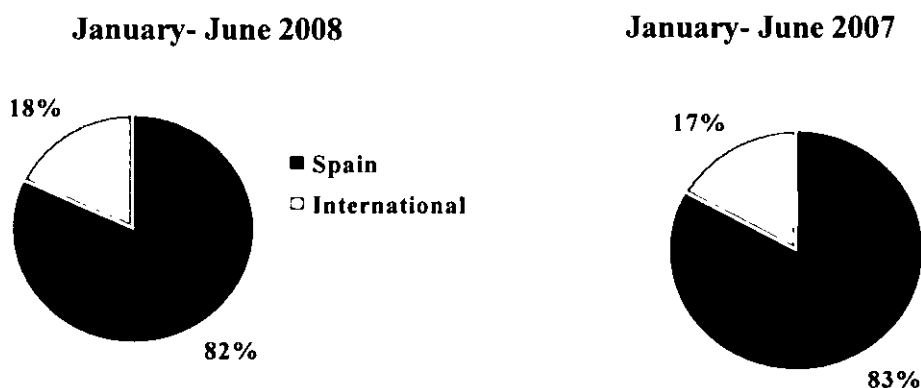 January- June 2008
January- June 2007
18%
Spain
International
82%
17%
83%